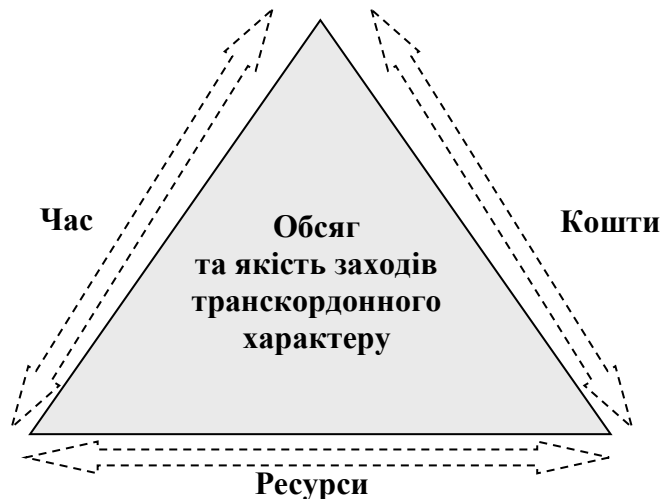 Час
Кошти
Обсяг
та якість заходів
транскордонного
характеру
Ресурси